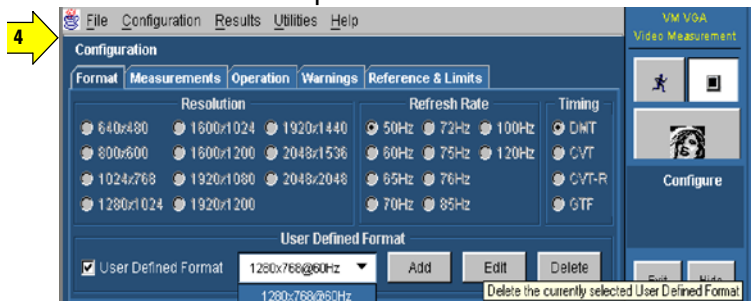 4
File Configuration Results Utilities Help
VM VGA
Video Measurement
Configuration
Format Measurements Operation Warnings Reference & Limits
Resolution Refresh Rate Timing
640x480 1600x1024 1920x1440 50Hz 72Hz 100Hz DMT
800x600 1600x1200 2048x1536 60Hz 75Hz 120Hz CVT
1024x768 1920x1080 2048x2048 65Hz 76Hz CVT-R
1280x1024 1920x1200 70Hz 85Hz GTF
Configure
User Defined Format
User Defined Format 1280x768@60Hz Add Edit Delete
Exit Hide
1280x768@60Hz
Delete the currently selected User Defined Format